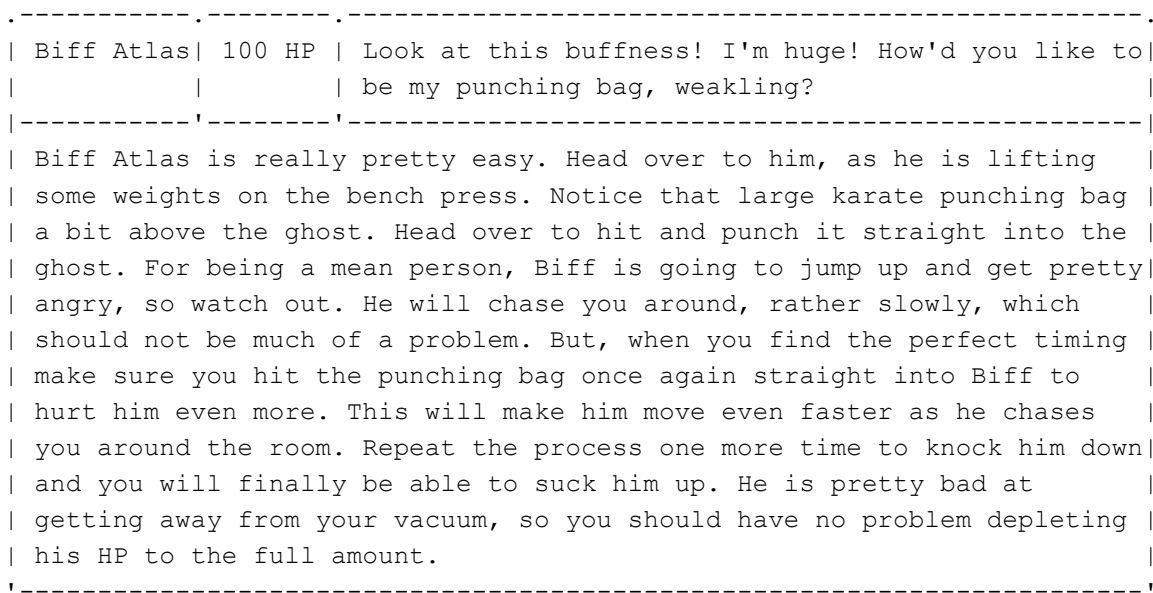 .-----------.--------.---------------------------------------------------.
| Biff Atlas| 100 HP | Look at this buffness! I'm huge! How'd you like to|
|           |        | be my punching bag, weakling?                     |
|-----------'--------'---------------------------------------------------|
| Biff Atlas is really pretty easy. Head over to him, as he is lifting   |
| some weights on the bench press. Notice that large karate punching bag |
| a bit above the ghost. Head over to hit and punch it straight into the |
| ghost. For being a mean person, Biff is going to jump up and get pretty|
| angry, so watch out. He will chase you around, rather slowly, which    |
| should not be much of a problem. But, when you find the perfect timing |
| make sure you hit the punching bag once again straight into Biff to    |
| hurt him even more. This will make him move even faster as he chases   |
| you around the room. Repeat the process one more time to knock him down|
| and you will finally be able to suck him up. He is pretty bad at       |
| getting away from your vacuum, so you should have no problem depleting |
| his HP to the full amount.                                             |
'------------------------------------------------------------------------'